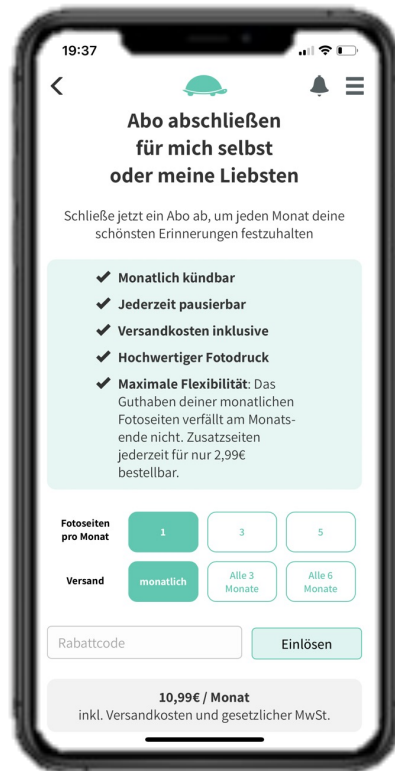 19:37
Abo abschließen
für mich selbst
oder meine Liebsten
Schließe jetzt ein Abo ab, um jeden Monat deine
schönsten Erinnerungen festzuhalten
Monatlich kündbar
Jederzeit pausierbar
Versandkosten inklusive
Hochwertiger Fotodruck
Maximale Flexibilität: Das
Guthaben deiner monatlichen
Fotoseiten verfällt am Monats-
ende nicht. Zusatzseiten
jederzeit für nur 2,99€
bestellbar.
Fotoseiten
pro Monat
1
3
5
Versand
monatlich
Alle 3
Monate
Alle 6
Monate
Rabattcode
Einlösen
10,99€ / Monat
inkl. Versandkosten und gesetzlicher MwSt.